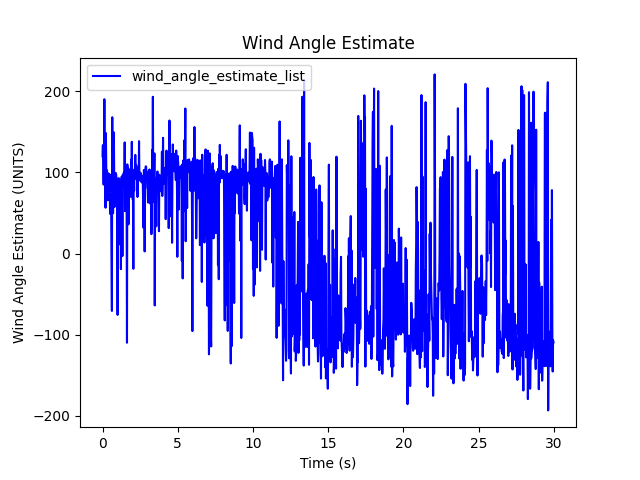 Wind Angle Estimate
wind_angle_estimate_list
Wind Angle Estimate (UNITS)
200
100
0
−100
−200
0 5 10 15 20 25 30
Time (s)